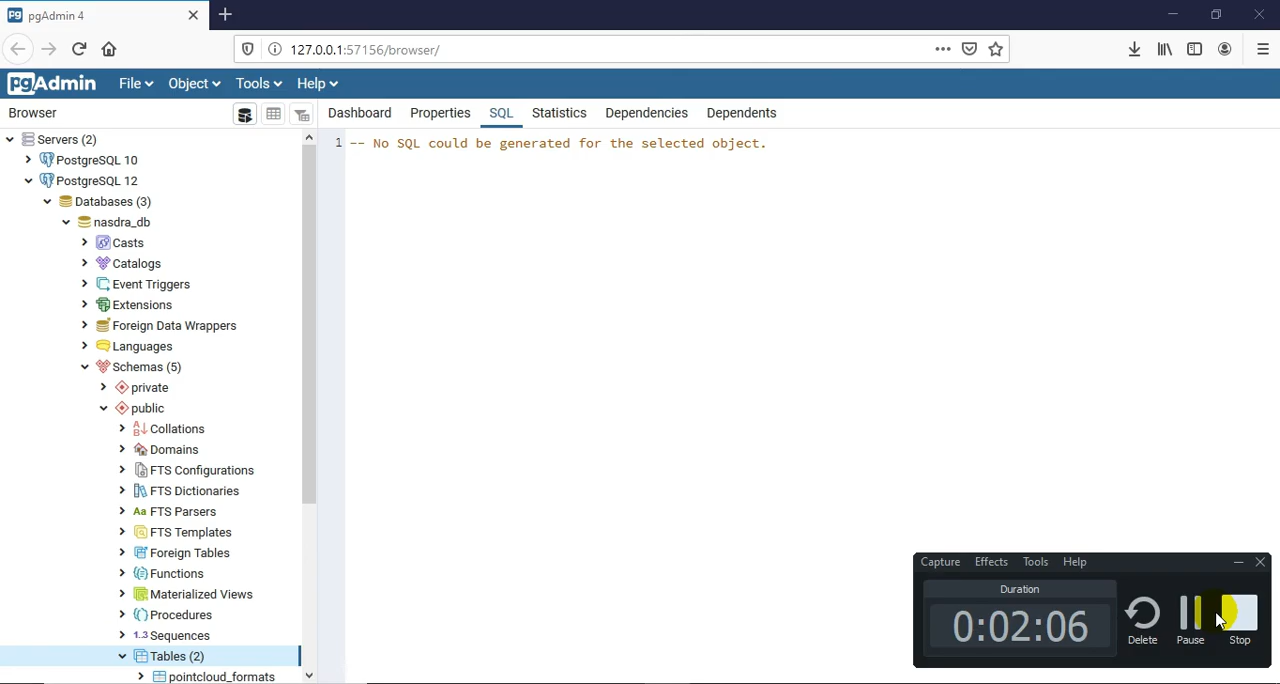 pgAdmin 4
127.0.0.1:57156/browser/
pgAdmin File Object Tools Help
Browser
Dashboard Properties SQL Statistics Dependencies Dependents
Servers (2)
PostgreSQL 10
PostgreSQL 12
Databases (3)
nasdra_db
Casts
Catalogs
Event Triggers
Extensions
Foreign Data Wrappers
Languages
Schemas (5)
private
public
Collations
Domains
FTS Configurations
FTS Dictionaries
FTS Parsers
FTS Templates
Foreign Tables
Functions
Materialized Views
Procedures
1.3 Sequences
Tables (2)
pointcloud_formats
1 -- No SQL could be generated for the selected object.
Capture Effects Tools Help
Duration
0:02:06
Delete Pause Stop